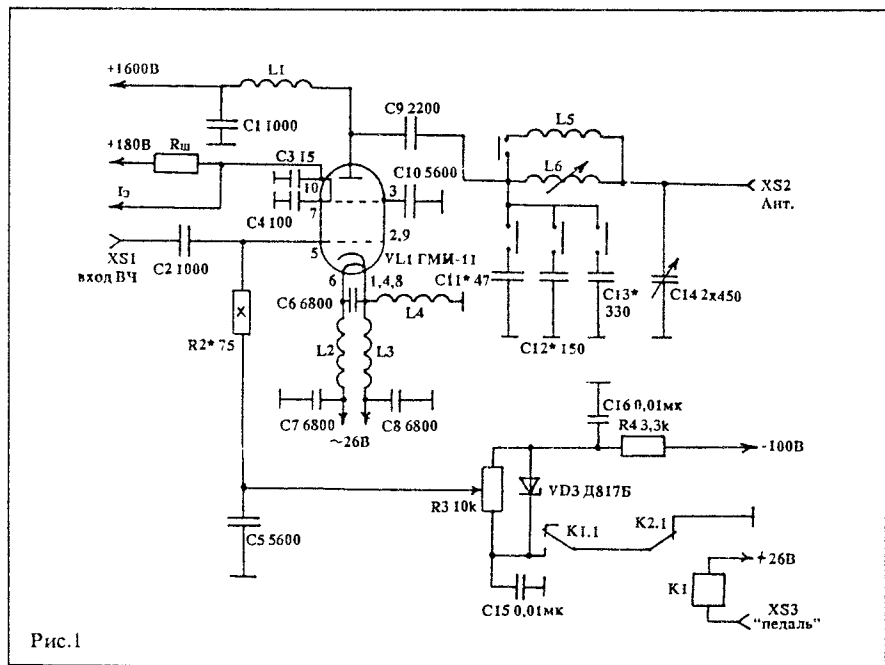 +1600В
L1
C1 1000
C9 2200
L5
+180В
Rш
C3 15
L6
10
3
C10 5600
Iэ
7
C4 100
XS2
Ант.
XS1
вход ВЧ
C2 1000
5
2,9
VL1 ГМИ-11
6
1,4,8
C11* 47
C13*
330
C14 2x450
C6 6800
L4
R2* 75
L2
L3
C12* 150
C7 6800
C8 6800
~26В
C16 0,01мк
R4 3,3k
-100В
R3 10k
VD3 Д817Б
K1.1
K2.1
C5 5600
+26В
K1
C15 0,01мк
XS3
"педаль"
Рис.1